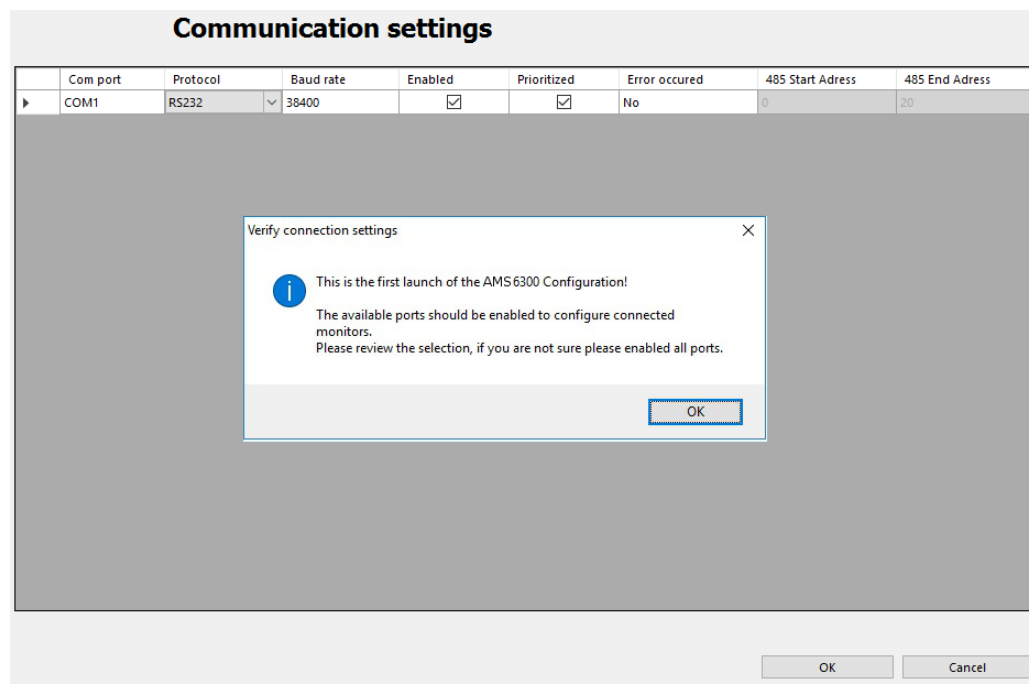 Communication settings
Com port Protocol Baud rate Enabled Prioritized Error occured 485 Start Adress 485 End Adress
COM1 RS232 38400 No 0 20
Verify connection settings
This is the first launch of the AMS6300 Configuration!
The available ports should be enabled to configure connected
monitors.
Please review the selection, if you are not sure please enabled all ports.
OK
OK Cancel